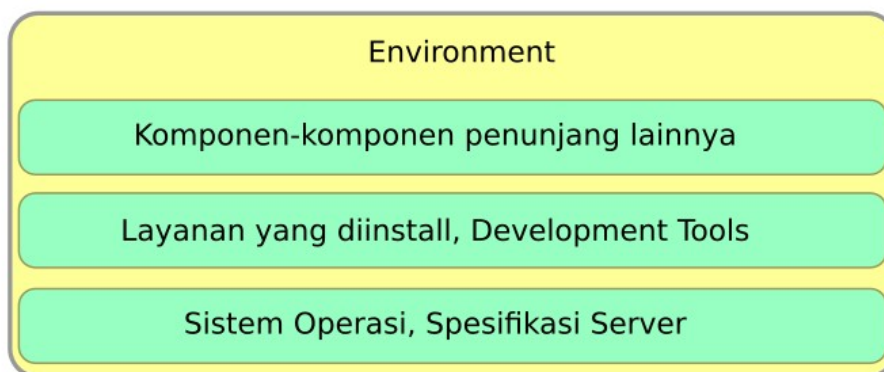 Environment
Komponen-komponen penunjang lainnya
Layanan yang diinstall, Development Tools
Sistem Operasi, Spesifikasi Server